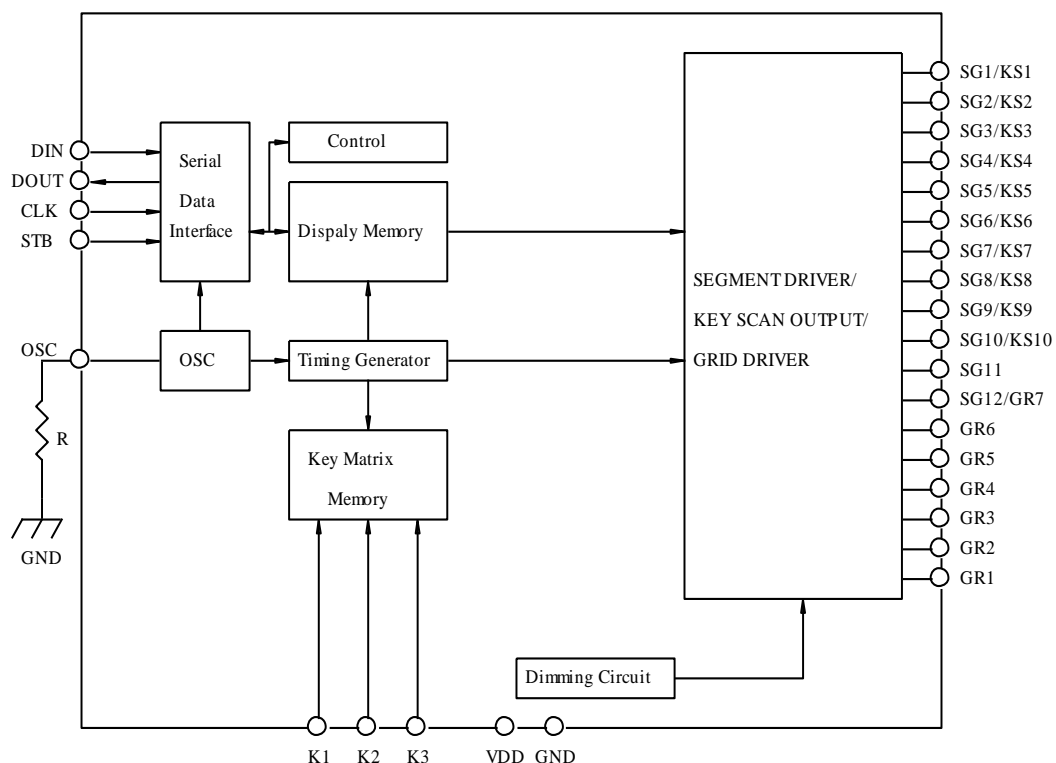 DIN
DOUT
CLK
STB
OSC
R
GND
Serial
Data
Interface
Control
Dispaly Memory
OSC
Timing Generator
Key Matrix
Memory
SEGMENT DRIVER/
KEY SCAN OUTPUT/
GRID DRIVER
Dimming Circuit
SG1/KS1
SG2/KS2
SG3/KS3
SG4/KS4
SG5/KS5
SG6/KS6
SG7/KS7
SG8/KS8
SG9/KS9
SG10/KS10
SG11
SG12/GR7
GR6
GR5
GR4
GR3
GR2
GR1
K1 K2 K3 VDD GND